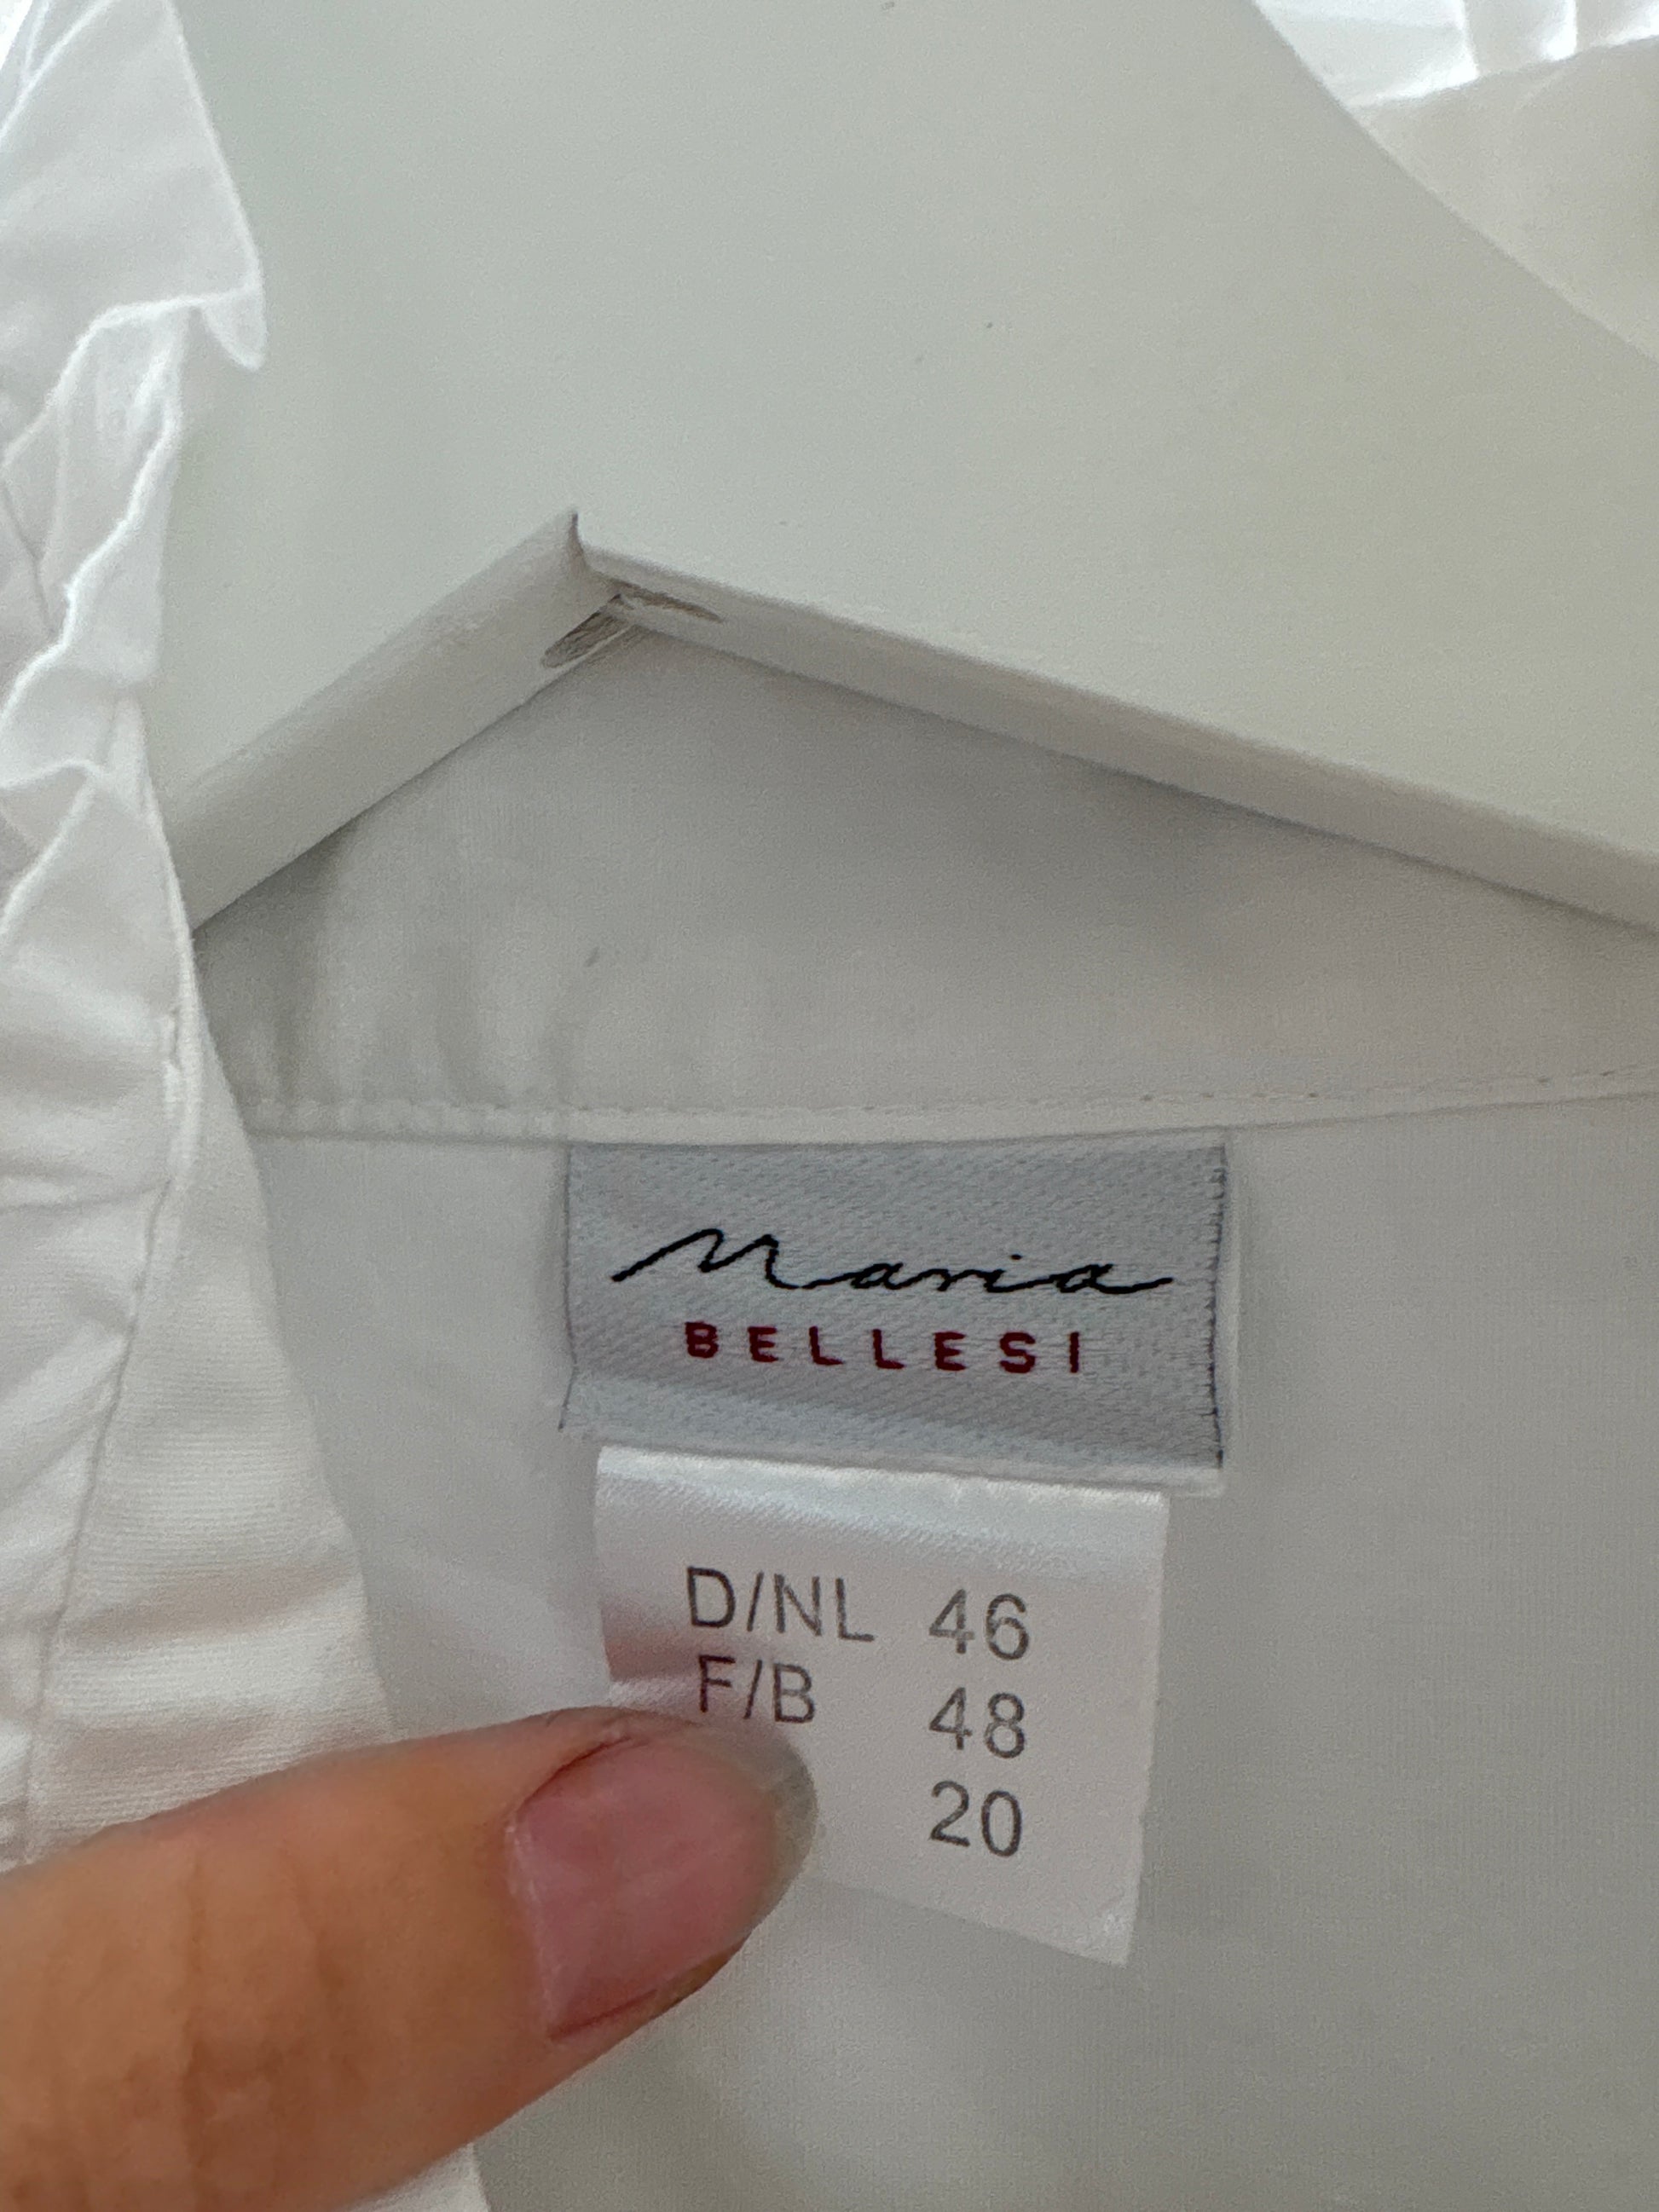 Maria
BELLESI
D/NL 46
F/B 48
20